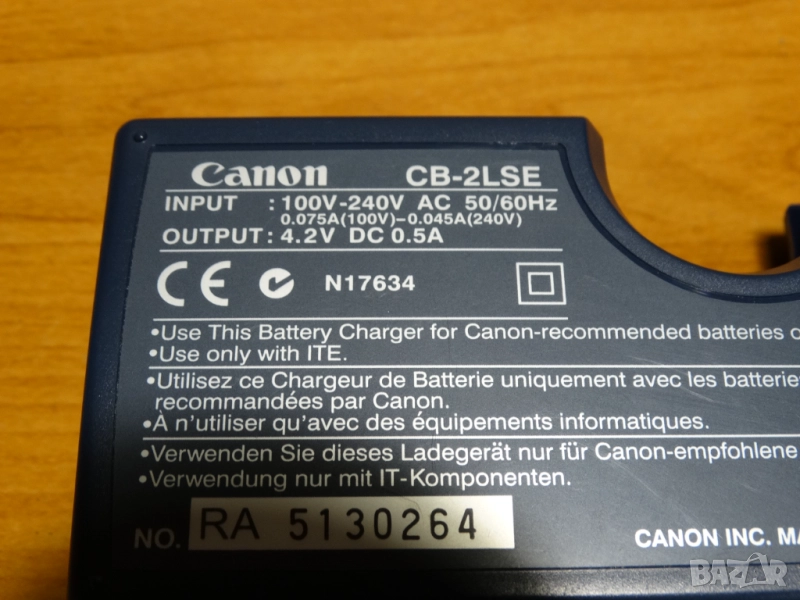 Canon CB-2LSE
INPUT : 100V-240V AC 50/60Hz
0.075A(100V)-0.045A(240V)
OUTPUT : 4.2V DC 0.5A
CE N17634
•Use This Battery Charger for Canon-recommended batteries o
•Use only with ITE.
•Utilisez ce Chargeur de Batterie uniquement avec les batterie
recommandées par Canon.
•À n'utiliser qu'avec des équipements informatiques.
•Verwenden Sie dieses Ladegerät nur für Canon-empfohlene
•Verwendung nur mit IT-Komponenten.
NO. RA 5130264
CANON INC. MA
BAZAR